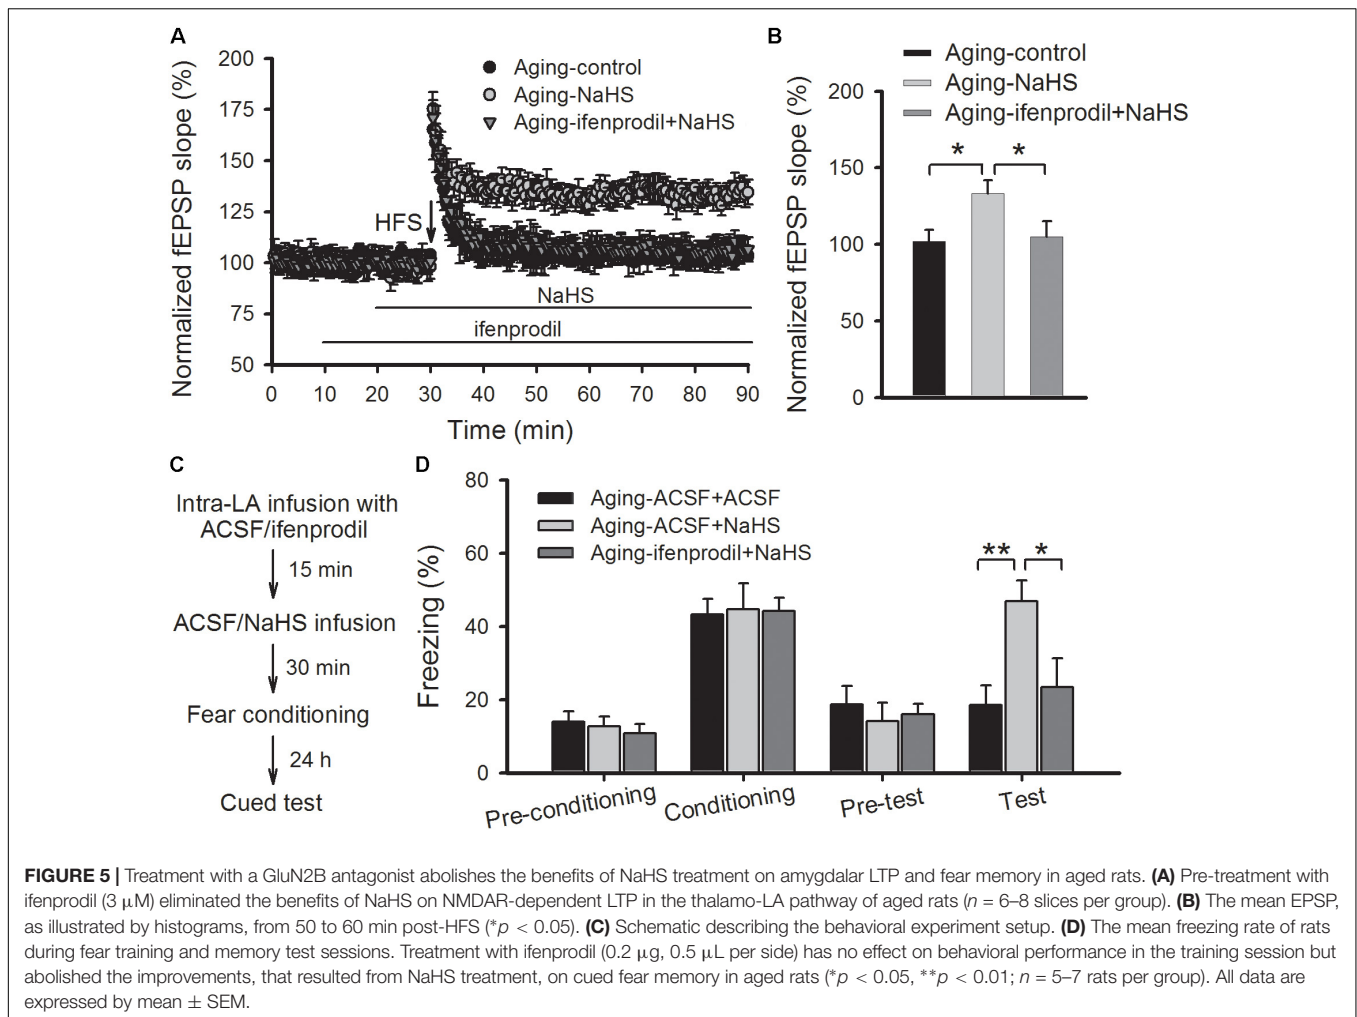 A
Normalized fEPSP slope (%)
200
175
150
125
100
75
50
Aging-control
Aging-NaHS
Aging-ifenprodil+NaHS
HFS
NaHS
ifenprodil
0 10 20 30 40 50 60 70 80 90
Time (min)
B
Aging-control
Aging-NaHS
Aging-ifenprodil+NaHS
Normalized fEPSP slope (%)
200
150
100
50
0
* *
C
Intra-LA infusion with
ACSF/ifenprodil
15 min
ACSF/NaHS infusion
30 min
Fear conditioning
24 h
Cued test
D
Freezing (%)
80
60
40
20
0
Aging-ACSF+ACSF
Aging-ACSF+NaHS
Aging-ifenprodil+NaHS
** *
Pre-conditioning Conditioning Pre-test Test
FIGURE 5 | Treatment with a GluN2B antagonist abolishes the benefits of NaHS treatment on amygdalar LTP and fear memory in aged rats. (A) Pre-treatment with
ifenprodil (3 μM) eliminated the benefits of NaHS on NMDAR-dependent LTP in the thalamo-LA pathway of aged rats (n = 6–8 slices per group). (B) The mean EPSP,
as illustrated by histograms, from 50 to 60 min post-HFS (*p < 0.05). (C) Schematic describing the behavioral experiment setup. (D) The mean freezing rate of rats
during fear training and memory test sessions. Treatment with ifenprodil (0.2 μg, 0.5 μL per side) has no effect on behavioral performance in the training session but
abolished the improvements, that resulted from NaHS treatment, on cued fear memory in aged rats (*p < 0.05, **p < 0.01; n = 5–7 rats per group). All data are
expressed by mean ± SEM.